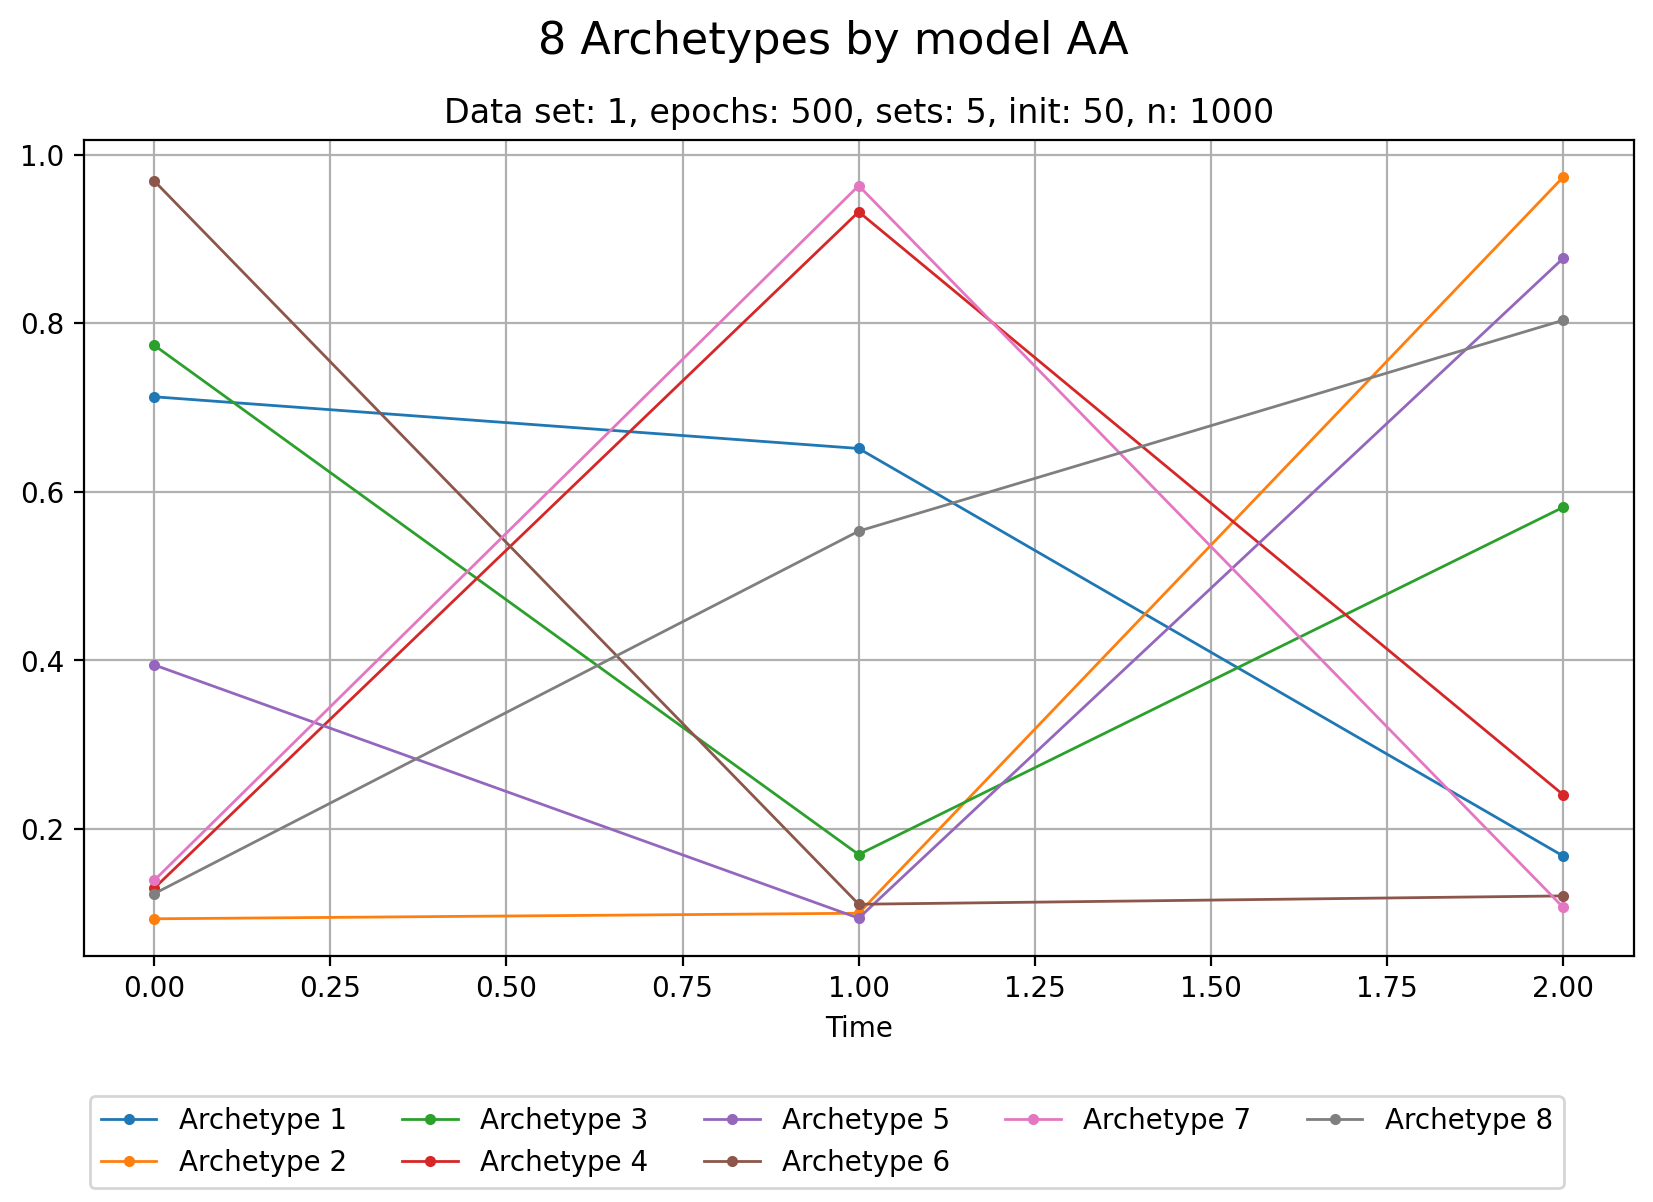 8 Archetypes by model AA
Data set: 1, epochs: 500, sets: 5, init: 50, n: 1000
1.0
0.8
0.6
0.4
0.2
0.00 0.25 0.50 0.75 1.00 1.25 1.50 1.75 2.00
Time
Archetype 1 Archetype 3 Archetype 5 Archetype 7 Archetype 8
Archetype 2 Archetype 4 Archetype 6